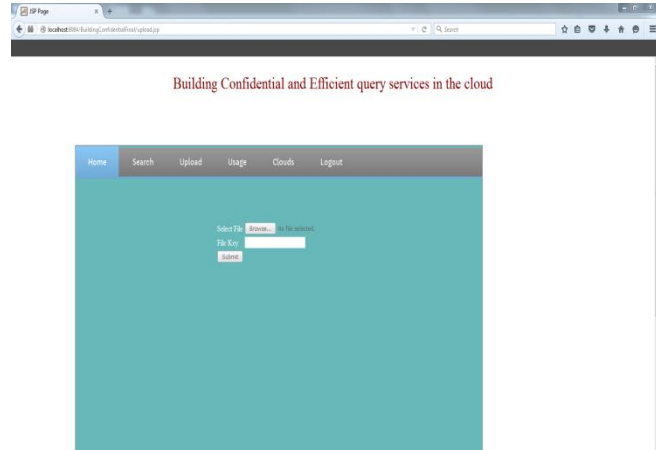 JSP Page
localhost:8084/BuildingConfidentialFinal/upload.jsp
Search
Building Confidential and Efficient query services in the cloud
Home Search Upload Usage Clouds Logout
Select File Browse... No file selected.
File Key
Submit